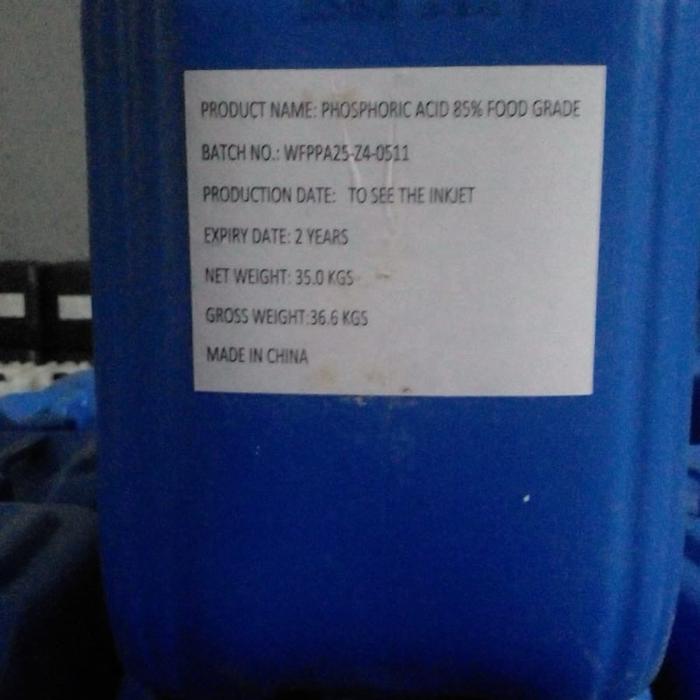 PRODUCT NAME: PHOSPHORIC ACID 85% FOOD GRADE
BATCH NO.: WFPPA25-Z4-0511
PRODUCTION DATE: TO SEE THE INKJET
EXPIRY DATE: 2 YEARS
NET WEIGHT: 35.0 KGS
GROSS WEIGHT:36.6 KGS
MADE IN CHINA